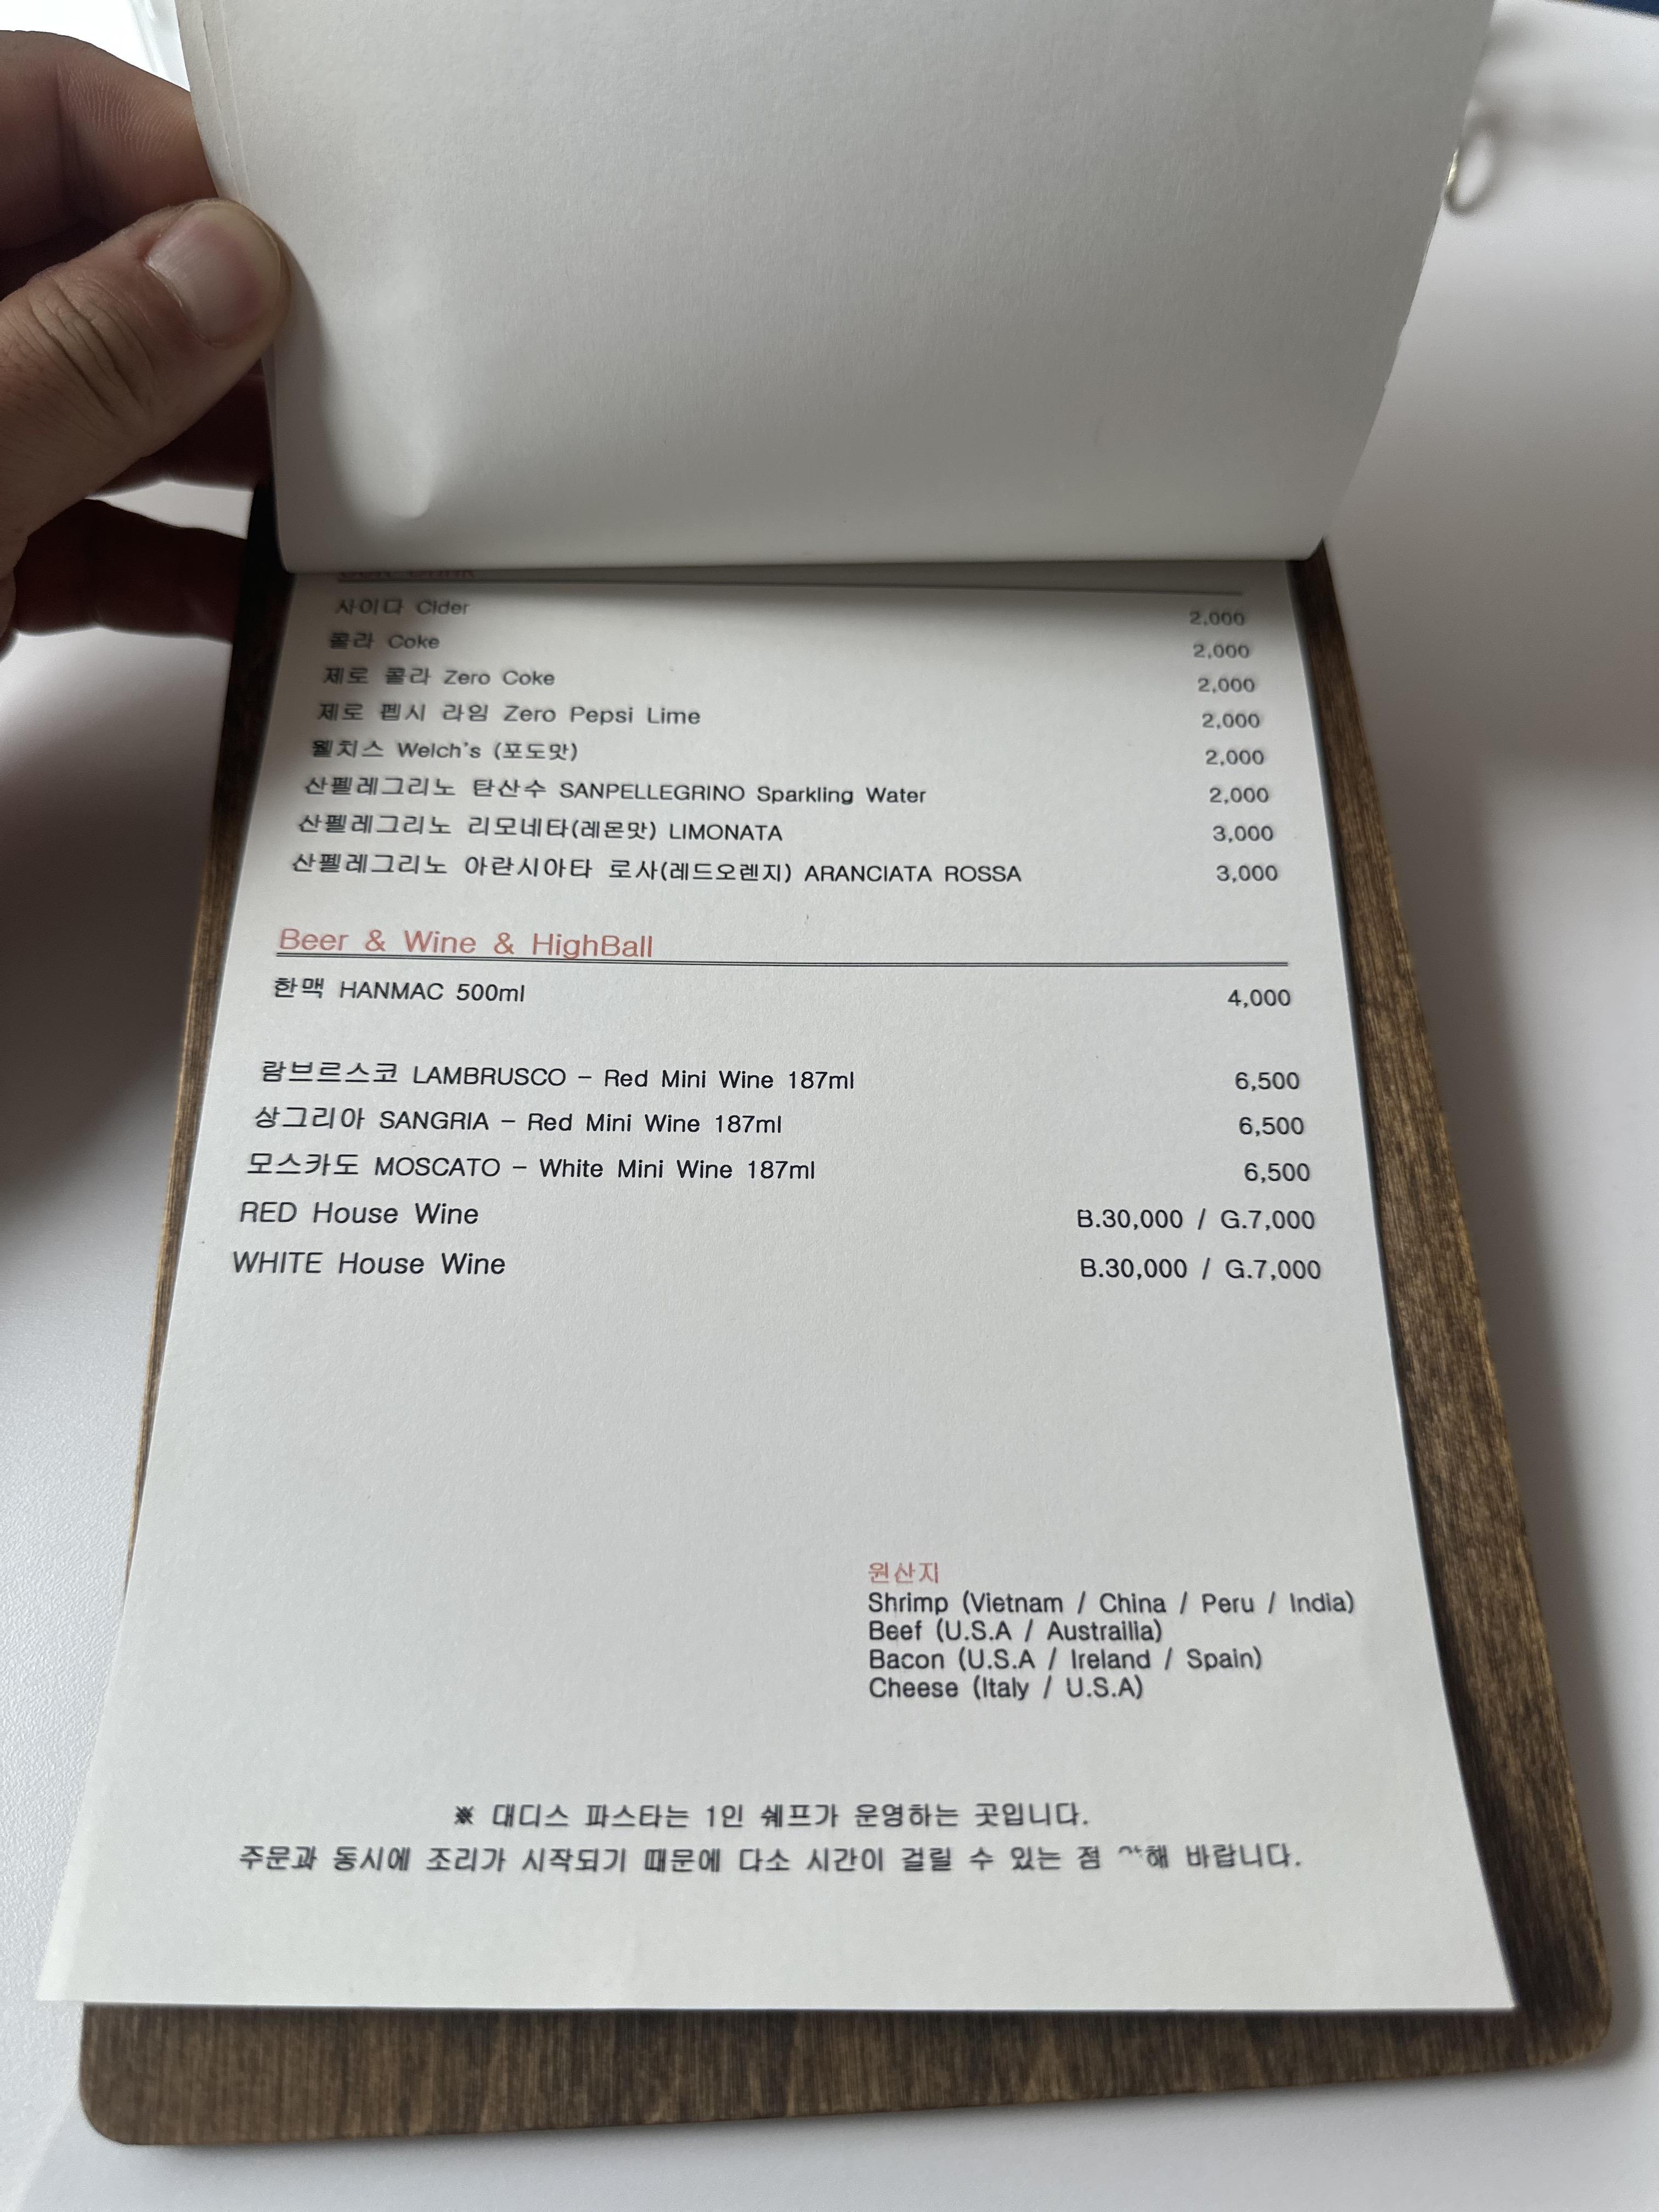 사이다 Cider 2,000
콜라 Coke 2,000
제로 콜라 Zero Coke 2,000
제로 펩시 라임 Zero Pepsi Lime 2,000
웰치스 Welch's (포도맛) 2,000
산펠레그리노 탄산수 SANPELLEGRINO Sparkling Water 2,000
산펠레그리노 리모네타(레몬맛) LIMONATA 3,000
산펠레그리노 아란시아타 로사(레드오렌지) ARANCIATA ROSSA 3,000
Beer & Wine & HighBall
한맥 HANMAC 500ml 4,000
람브르스코 LAMBRUSCO - Red Mini Wine 187ml 6,500
상그리아 SANGRIA - Red Mini Wine 187ml 6,500
모스카도 MOSCATO - White Mini Wine 187ml 6,500
RED House Wine B.30,000 / G.7,000
WHITE House Wine B.30,000 / G.7,000
원산지
Shrimp (Vietnam / China / Peru / India)
Beef (U.S.A / Austrailia)
Bacon (U.S.A / Ireland / Spain)
Cheese (Italy / U.S.A)
※ 대디스 파스타는 1인 쉐프가 운영하는 곳입니다.
주문과 동시에 조리가 시작되기 때문에 다소 시간이 걸릴 수 있는 점 바랍니다.